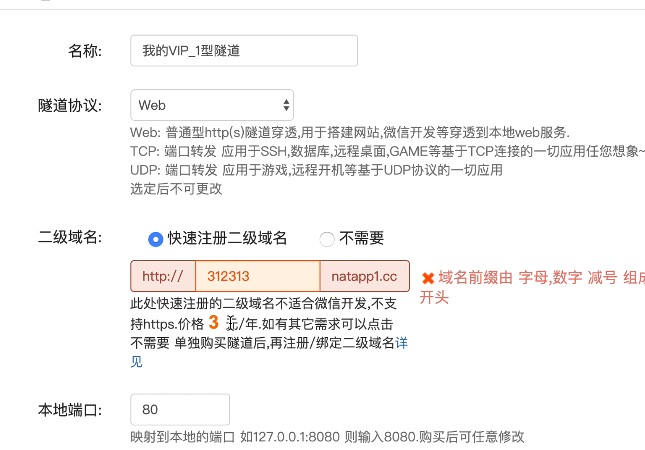 名称: 我的VIP_1型隧道
隧道协议: Web
Web: 普通型http(s)隧道穿透,用于搭建网站,微信开发等穿透到本地web服务.
TCP: 端口转发 应用于SSH,数据库,远程桌面,GAME等基于TCP连接的一切应用任您想象~
UDP: 端口转发 应用于游戏,远程开机等基于UDP协议的一切应用
选定后不可更改
二级域名: 快速注册二级域名 不需要
http:// 312313 natapp1.cc
域名前缀由 字母,数字 减号 组成
开头
此处快速注册的二级域名不适合微信开发,不支
持https.价格 3 元/年.如有其它需求可以点击
不需要 单独购买隧道后,再注册/绑定二级域名详
见
本地端口: 80
映射到本地的端口 如127.0.0.1:8080 则输入8080.购买后可任意修改